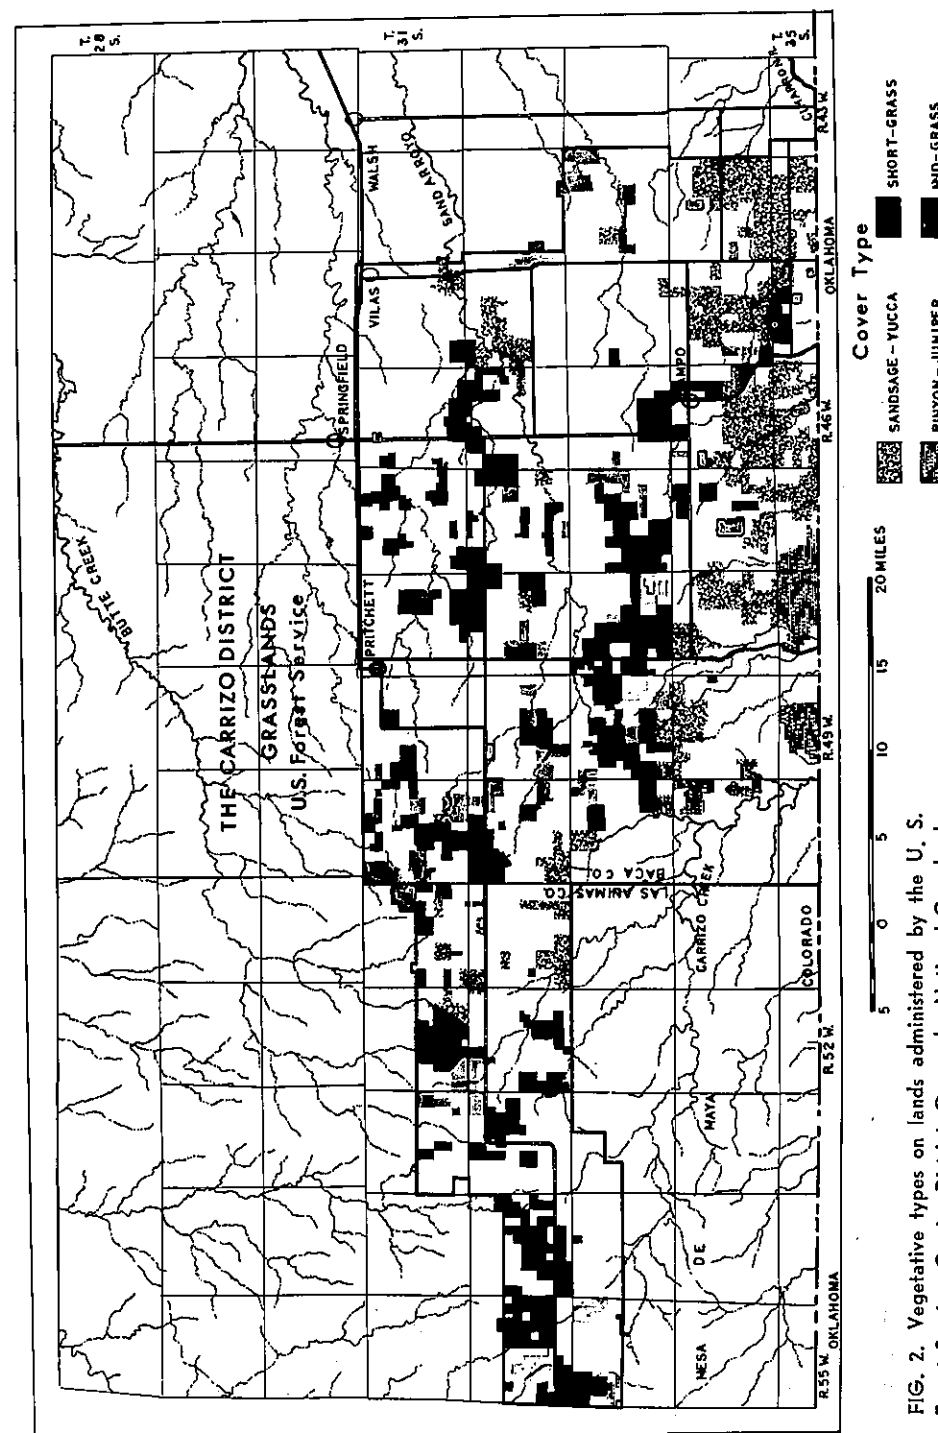 T. 28 S.
T. 31 S.
T. 35 S.
BUTTE CREEK
THE CARRIZO DISTRICT
GRASSLANDS
U.S. Forest Service
SPRINGFIELD
VILAS
WALSH
PRITCHETT
SAND ARROYO
CIMARRON R.
CAMPO
BACA CO.
LAS ANIMAS CO.
CARRIZO CREEK
MESA DE MAYA
COLORADO
OKLAHOMA
OKLAHOMA
R.55 W.
R.52 W.
R.49 W.
R.46 W.
R.43 W.
5 0 5 10 15 20 MILES
Cover Type
SANDSAGE-YUCCA
SHORT-GRASS
PINYON-JUNIPER
FIG. 2. Vegetative types on lands administered by the U. S.